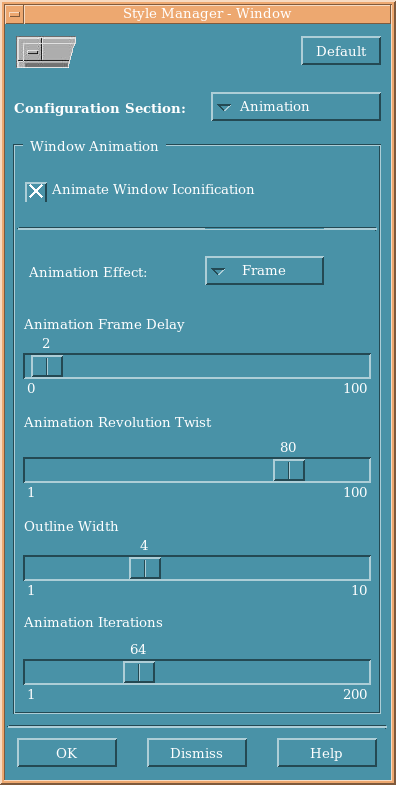 Style Manager - Window
Default
Configuration Section:
Animation
Window Animation
Animate Window Iconification
Animation Effect:
Frame
Animation Frame Delay
2
0 100
Animation Revolution Twist
80
1 100
Outline Width
4
1 10
Animation Iterations
64
1 200
OK Dismiss Help